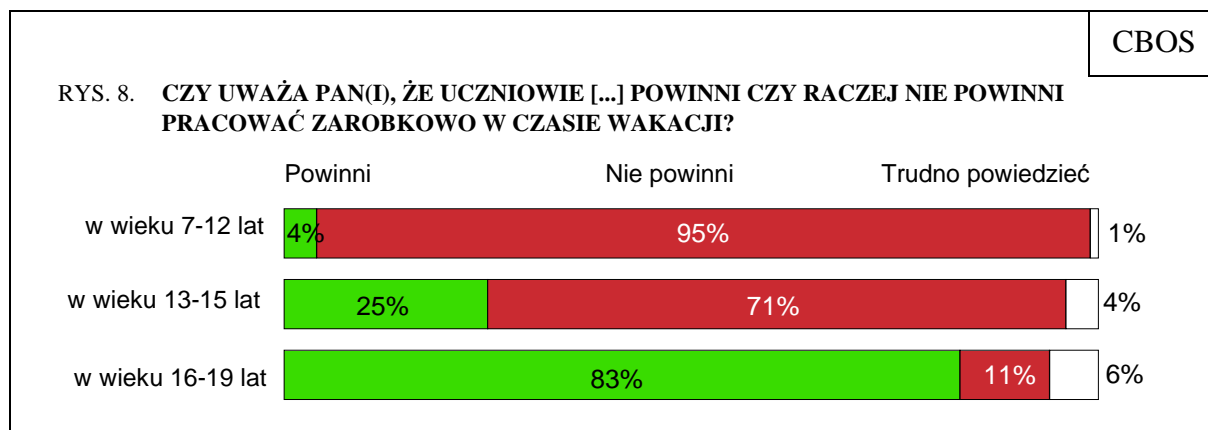 CBOS
RYS. 8. CZY UWAŻA PAN(I), ŻE UCZNIOWIE [...] POWINNI CZY RACZEJ NIE POWINNI
PRACOWAĆ ZAROBKOWO W CZASIE WAKACJI?
Powinni Nie powinni Trudno powiedzieć
w wieku 7-12 lat 4% 95% 1%
w wieku 13-15 lat 25% 71% 4%
w wieku 16-19 lat 83% 11% 6%